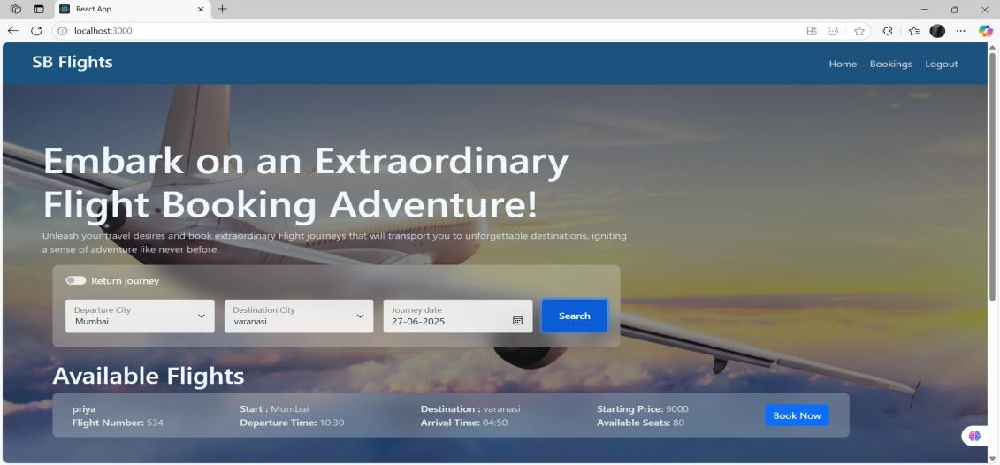 React App
localhost:3000
SB Flights
Home Bookings Logout
Embark on an Extraordinary
Flight Booking Adventure!
Unleash your travel desires and book extraordinary Flight journeys that will transport you to unforgettable destinations, igniting
a sense of adventure like never before.
Return journey
Departure City
Mumbai
Destination City
varanasi
Journey date
27-06-2025
Search
Available Flights
priya Start : Mumbai Destination : varanasi Starting Price: 9000
Flight Number: 534 Departure Time: 10:30 Arrival Time: 04:50 Available Seats: 80
Book Now